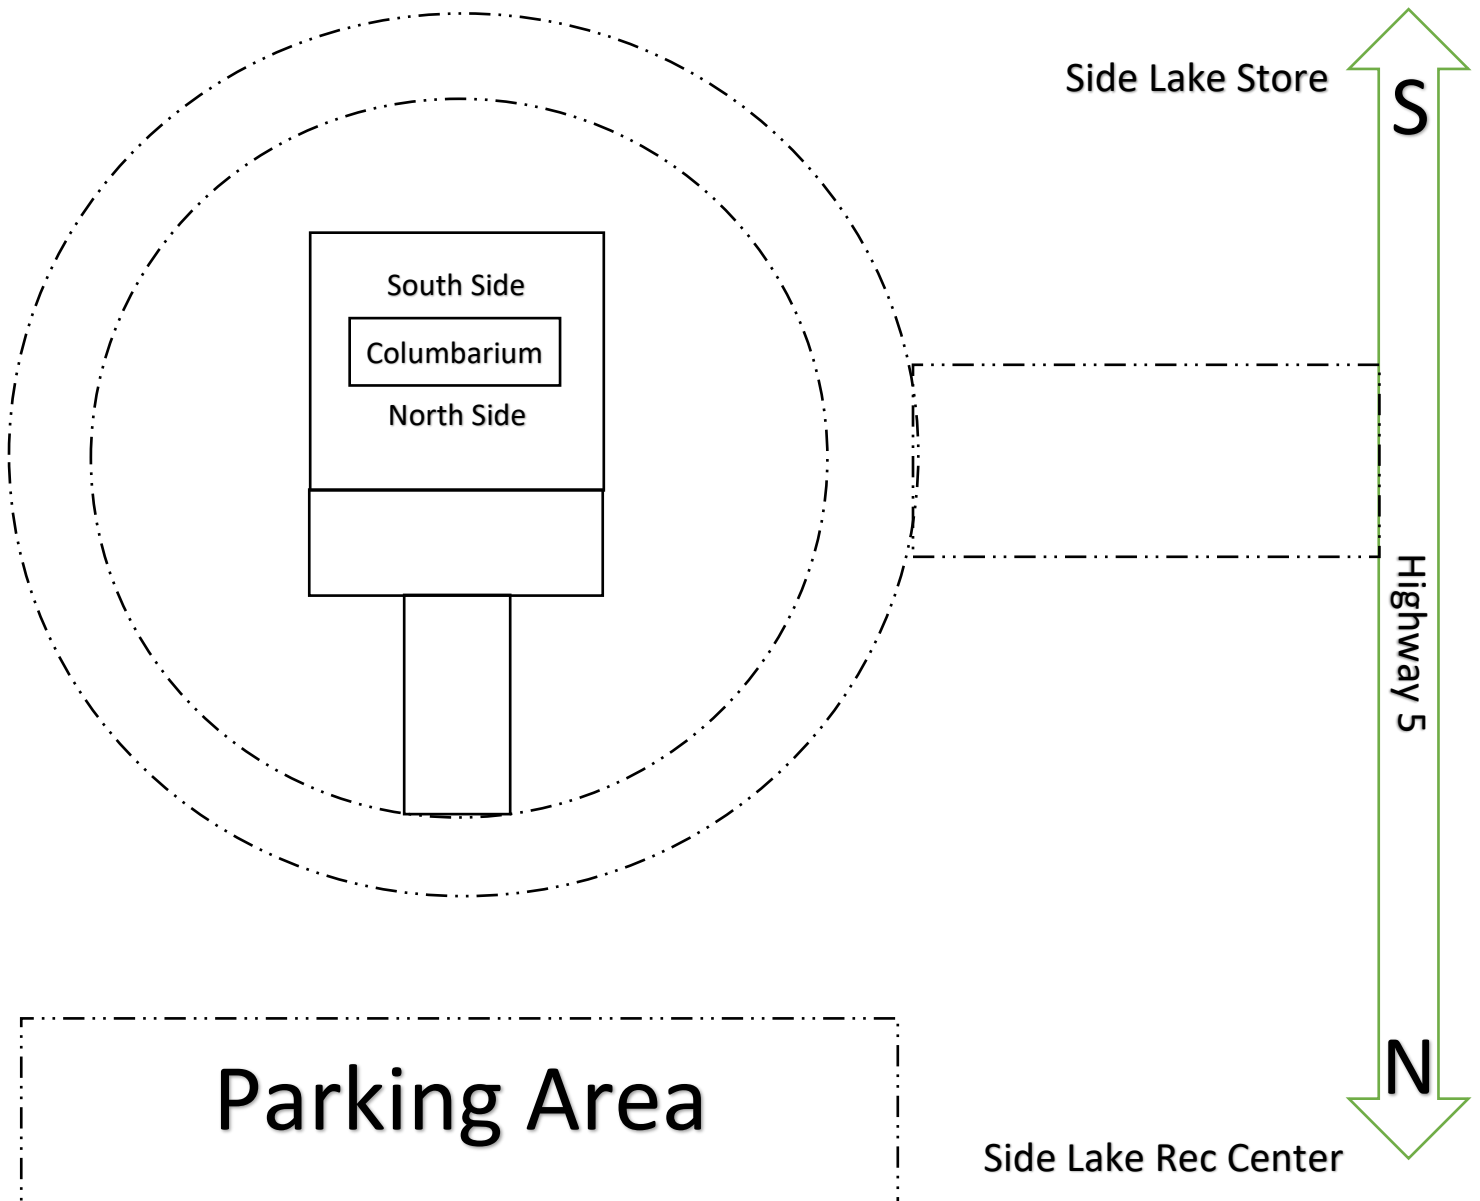 Side Lake Store
S
South Side
Columbarium
North Side
Highway 5
N
Parking Area
Side Lake Rec Center